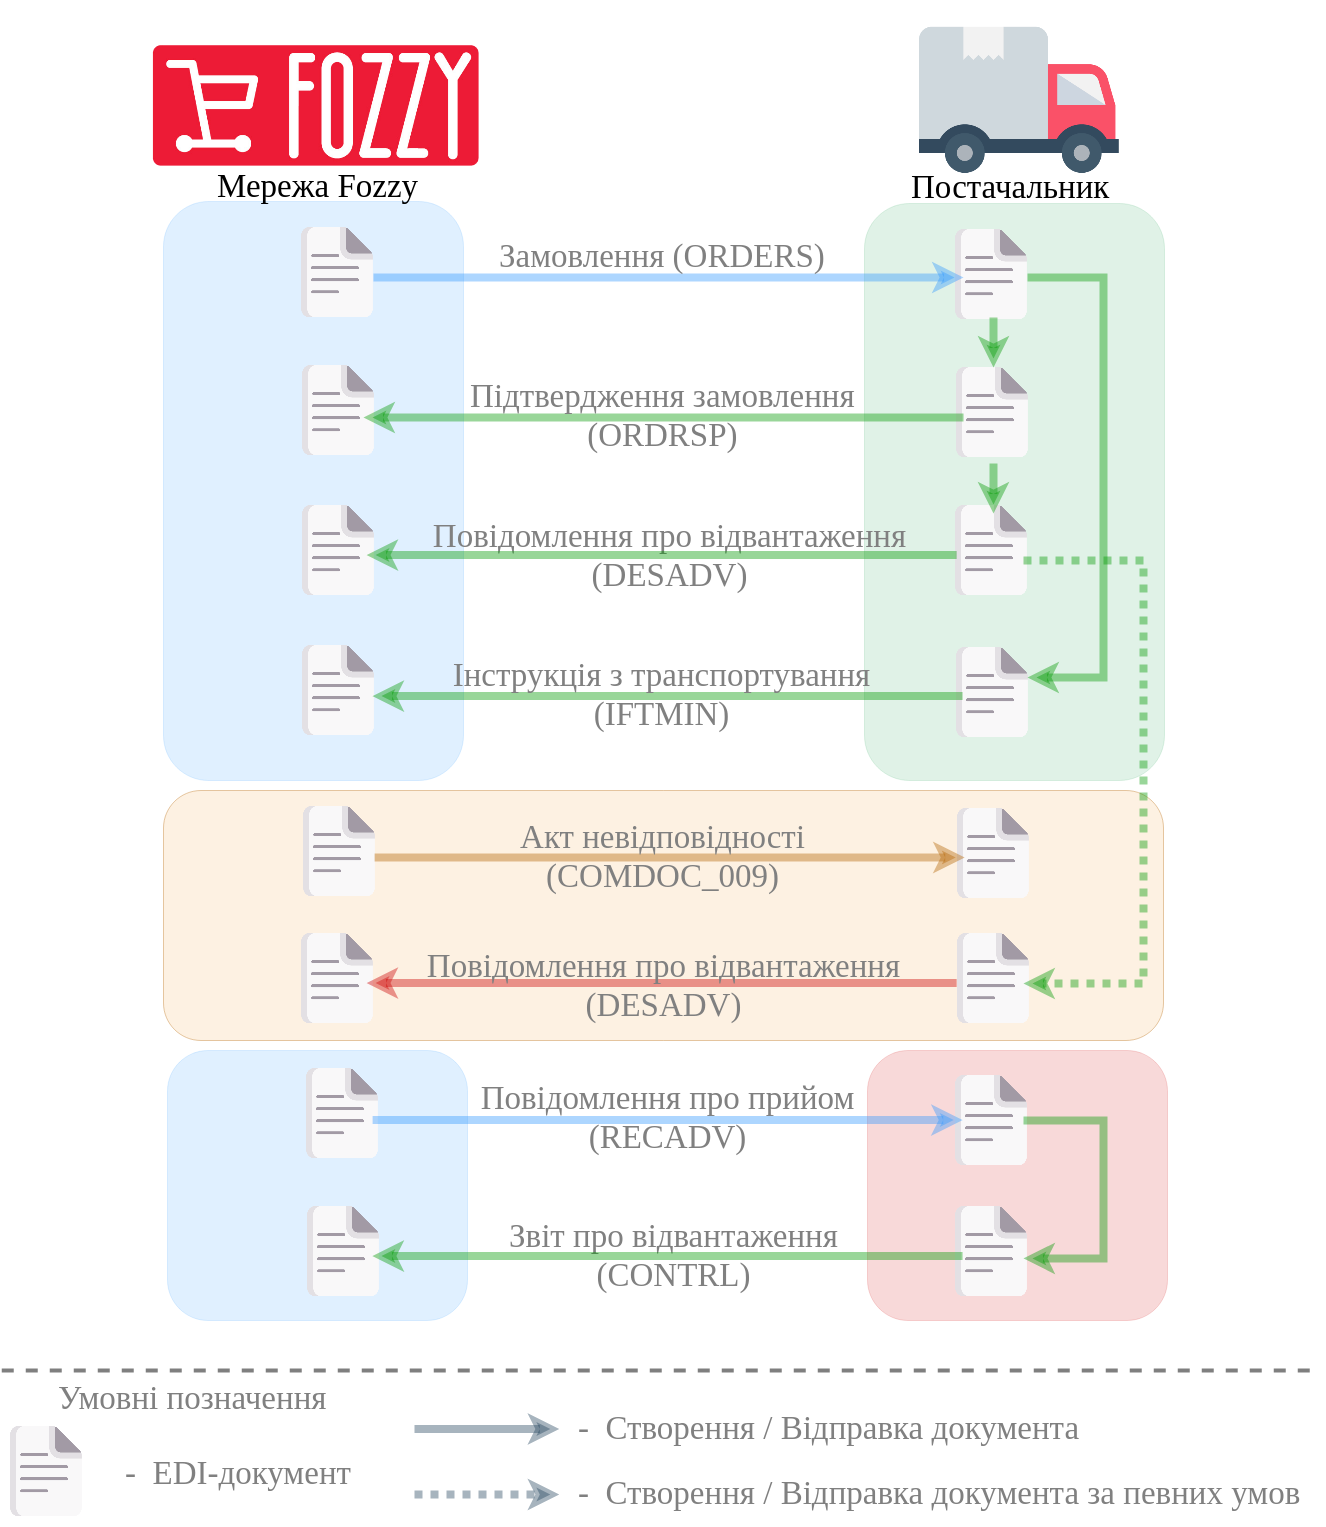 FOZZY
Мережа Fozzy
Постачальник
Замовлення (ORDERS)
Підтвердження замовлення
(ORDRSP)
Повідомлення про відвантаження
(DESADV)
Інструкція з транспортування
(IFTMIN)
Акт невідповідності
(COMDOC_009)
Повідомлення про відвантаження
(DESADV)
Повідомлення про прийом
(RECADV)
Звіт про відвантаження
(CONTRL)
Умовні позначення
- EDI-документ
- Створення / Відправка документа
- Створення / Відправка документа за певних умов